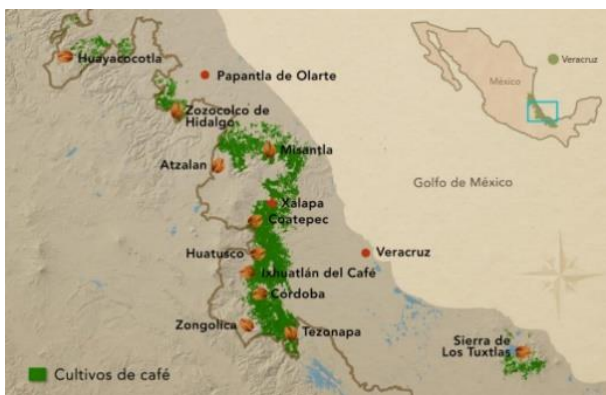 Huayacocotla
Papantla de Olarte
Zozocolco de
Hidalgo
Atzalan
Misantla
Xalapa
Coatepec
Huatusco
Ixhuatlán del Café
Córdoba
Zongolica
Tezonapa
Veracruz
Sierra de
Los Tuxtlas
Golfo de México
México
Veracruz
Cultivos de café